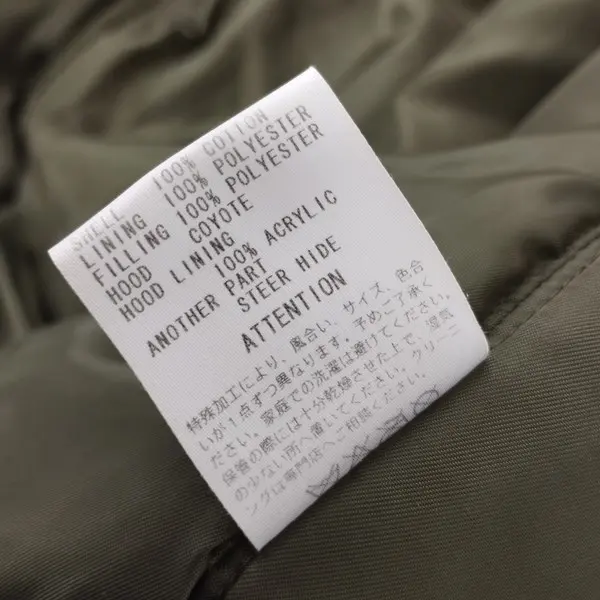 SHELL 100% COTTON
LINING 100% POLYESTER
FILLING 100% POLYESTER
HOOD COYOTE
HOOD LINING
100% ACRYLIC
ANOTHER PART
STEER HIDE
ATTENTION
特殊加工により、風合い、サイズ、色合
いが1点ずつ異なります。予めご了承く
ださい。家庭での洗濯は避けてください。
保管の際には十分乾燥させた上で、湿気
の少ない所へ置いてください。クリーニ
ングは専門店へご相談ください。